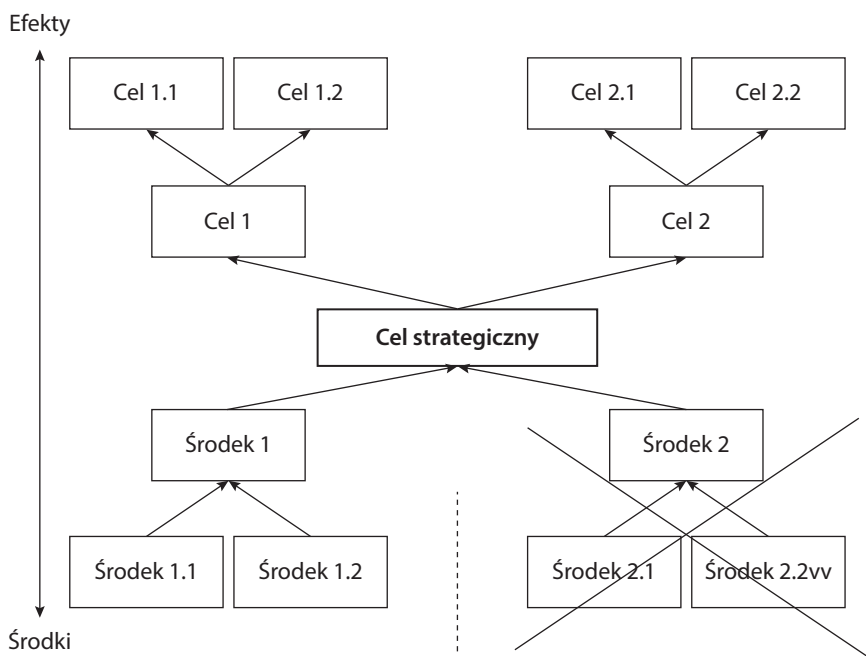 Efekty
Cel 1.1
Cel 1.2
Cel 2.1
Cel 2.2
Cel 1
Cel 2
Cel strategiczny
Środek 1
Środek 2
Środek 1.1
Środek 1.2
Środek 2.1
Środek 2.2vv
Środki